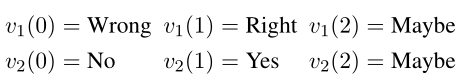 v₁(0) = Wrong v₁(1) = Right v₁(2) = Maybe
v₂(0) = No v₂(1) = Yes v₂(2) = Maybe